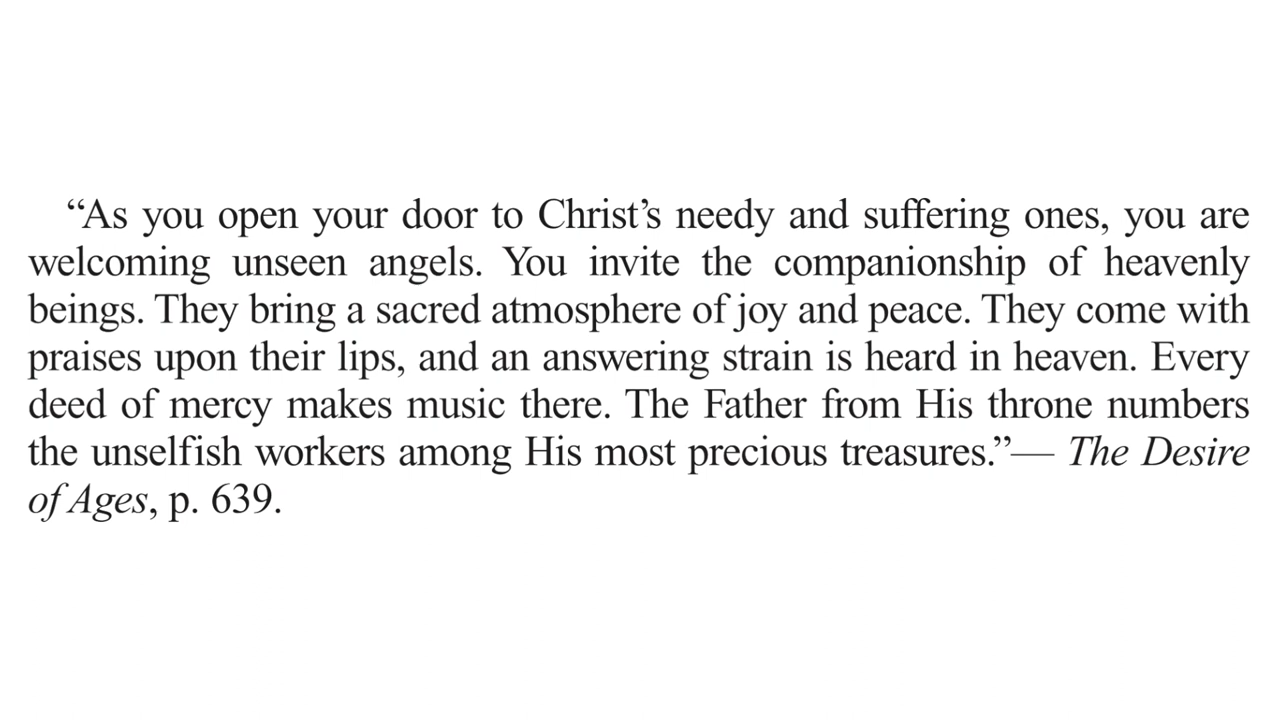 “As you open your door to Christ’s needy and suffering ones, you are
welcoming unseen angels. You invite the companionship of heavenly
beings. They bring a sacred atmosphere of joy and peace. They come with
praises upon their lips, and an answering strain is heard in heaven. Every
deed of mercy makes music there. The Father from His throne numbers
the unselfish workers among His most precious treasures.”— The Desire
of Ages, p. 639.